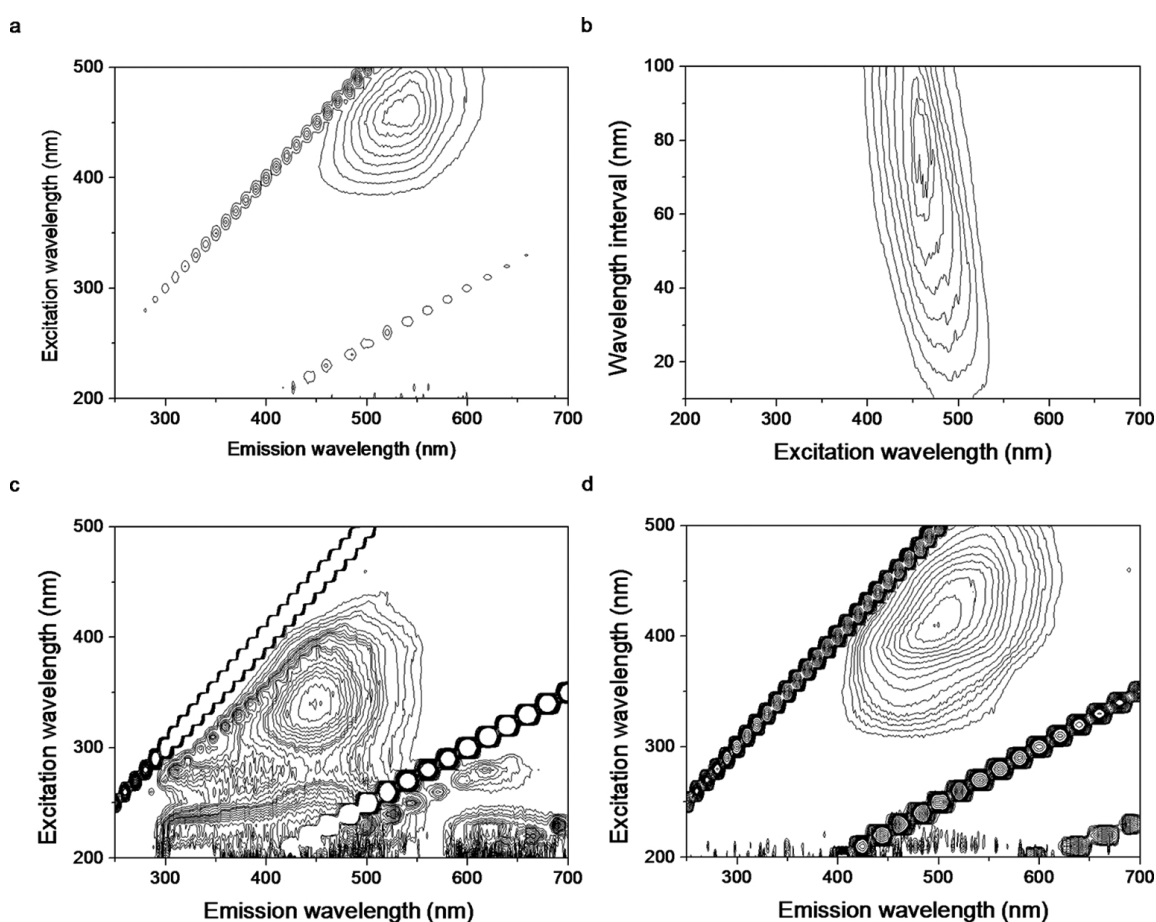 a
500
400
300
200
Excitation wavelength (nm)
300 400 500 600 700
Emission wavelength (nm)
b
100
80
60
40
20
Wavelength interval (nm)
200 300 400 500 600 700
Excitation wavelength (nm)
c
500
400
300
200
Excitation wavelength (nm)
300 400 500 600 700
Emission wavelength (nm)
d
500
400
300
200
Excitation wavelength (nm)
300 400 500 600 700
Emission wavelength (nm)